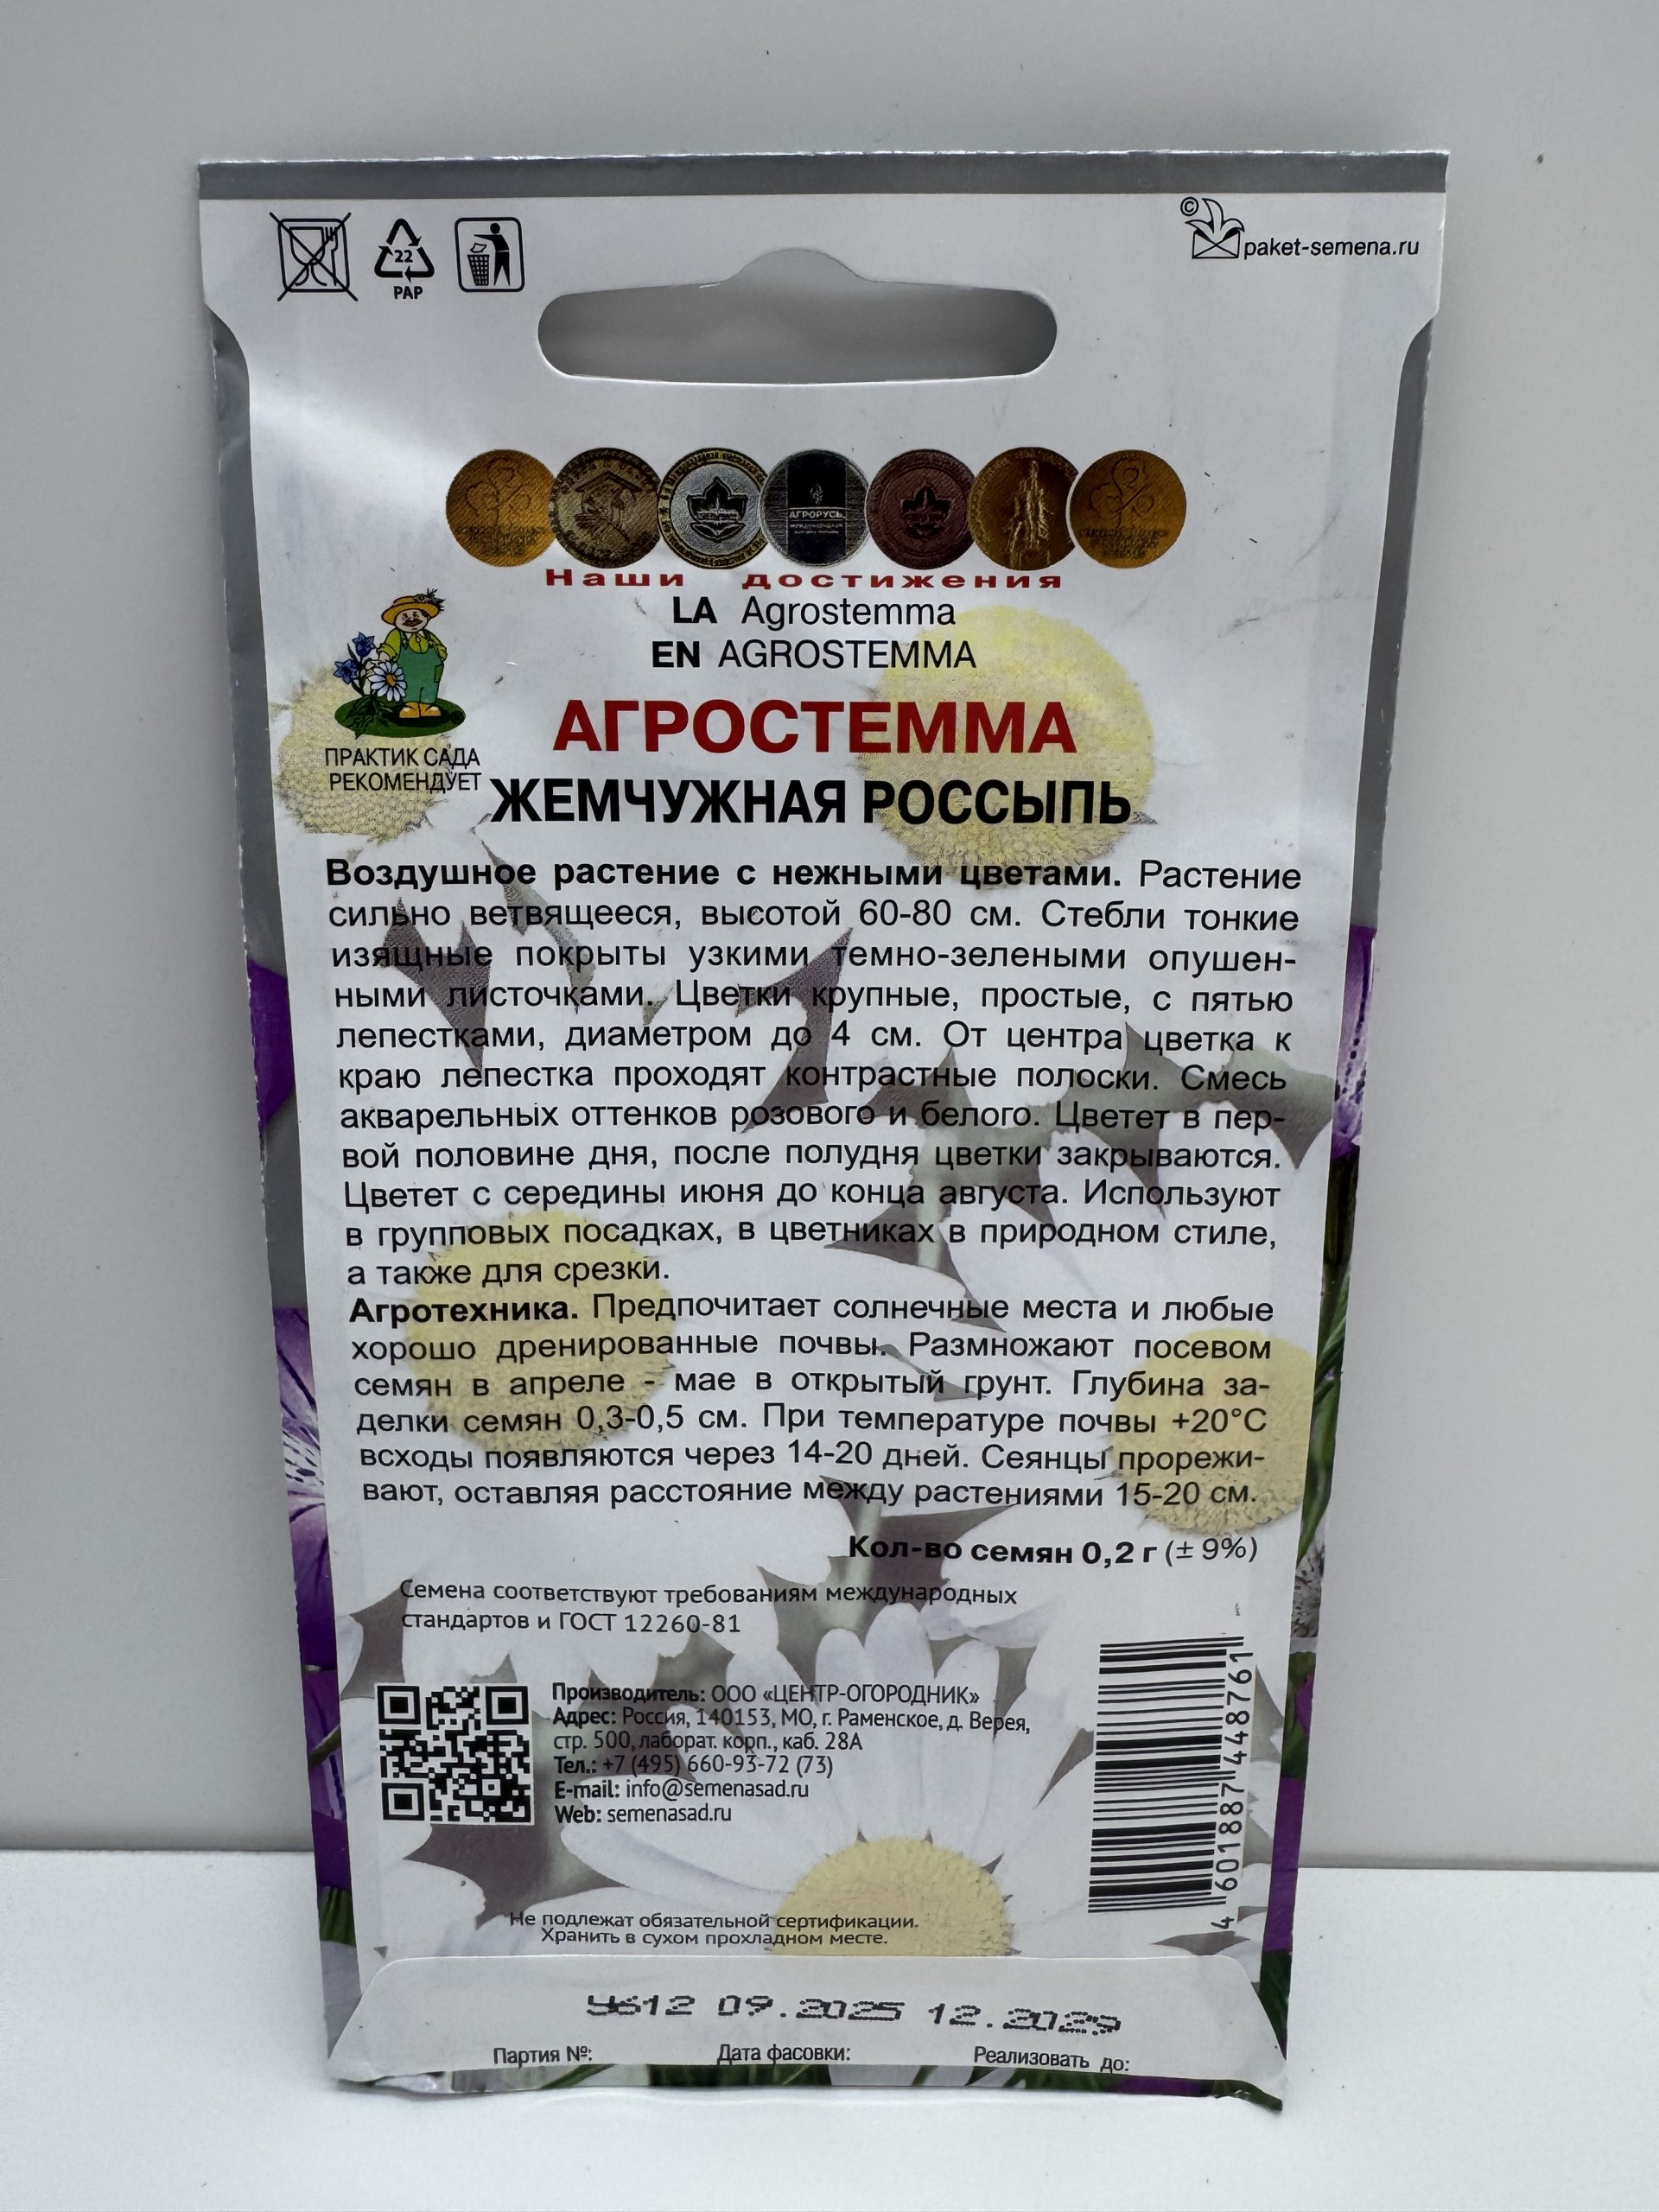 22
PAP
©
paket-semena.ru
АГРОРУСЬ
Наши достижения
LA Agrostemma
EN AGROSTEMMA
ПРАКТИК САДА
РЕКОМЕНДУЕТ
АГРОСТЕММА
ЖЕМЧУЖНАЯ РОССЫПЬ
Воздушное растение с нежными цветами. Растение
сильно ветвящееся, высотой 60-80 см. Стебли тонкие
изящные покрыты узкими темно-зелеными опушен-
ными листочками. Цветки крупные, простые, с пятью
лепестками, диаметром до 4 см. От центра цветка к
краю лепестка проходят контрастные полоски. Смесь
акварельных оттенков розового и белого. Цветет в пер-
вой половине дня, после полудня цветки закрываются.
Цветет с середины июня до конца августа. Используют
в групповых посадках, в цветниках в природном стиле,
а также для срезки.
Агротехника. Предпочитает солнечные места и любые
хорошо дренированные почвы. Размножают посевом
семян в апреле - мае в открытый грунт. Глубина за-
делки семян 0,3-0,5 см. При температуре почвы +20°С
всходы появляются через 14-20 дней. Сеянцы прорежи-
вают, оставляя расстояние между растениями 15-20 см.
Кол-во семян 0,2 г (± 9%)
Семена соответствуют требованиям международных
стандартов и ГОСТ 12260-81
Производитель: ООО «ЦЕНТР-ОГОРОДНИК»
Адрес: Россия, 140153, МО, г. Раменское, д. Верея,
стр. 500, лаборат. корп., каб. 28А
Тел.: +7 (495) 660-93-72 (73)
E-mail: info@semenasad.ru
Web: semenasad.ru
4 601887 448761
Не подлежат обязательной сертификации.
Хранить в сухом прохладном месте.
У612 09.2025 12.2029
Партия №: Дата фасовки: Реализовать до: